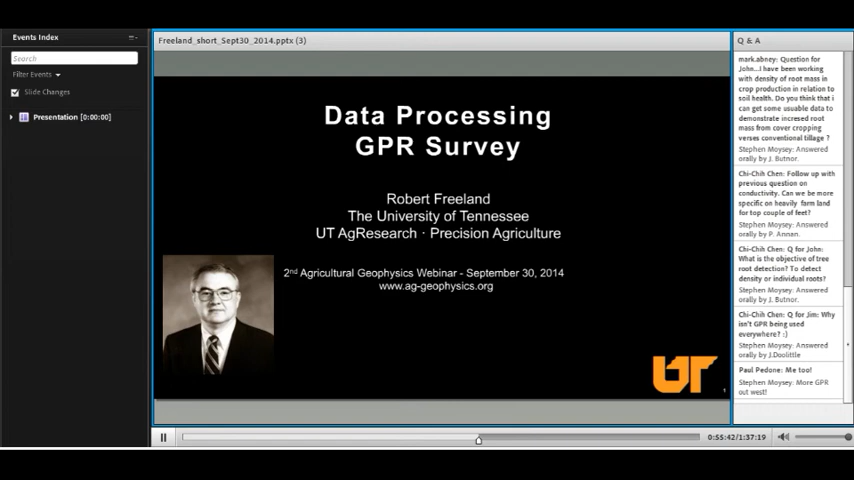 Events Index
Search
Filter Events
Slide Changes
Presentation [0:00:00]
Freeland_short_Sept30_2014.pptx (3)
Data Processing
GPR Survey
Robert Freeland
The University of Tennessee
UT AgResearch · Precision Agriculture
2nd Agricultural Geophysics Webinar - September 30, 2014
www.ag-geophysics.org
UT
1
Q & A
mark.abney: Question for
John...I have been working
with density of root mass in
crop production in relation to
soil health. Do you think that i
can get some usuable data to
demonstrate incresed root
mass from cover cropping
verses conventional tillage ?
Stephen Moysey: Answered
orally by J. Butnor.
Chi-Chih Chen: Follow up with
previous question on
conductivity. Can we be more
specific on heavily farm land
for top couple of feet?
Stephen Moysey: Answered
orally by P. Annan.
Chi-Chih Chen: Q for John:
What is the objective of tree
root detection? To detect
density or individual roots?
Stephen Moysey: Answered
orally by J. Butnor.
Chi-Chih Chen: Q for Jim: Why
isn't GPR being used
everywhere? :)
Stephen Moysey: Answered
orally by J.Doolittle
Paul Pedone: Me too!
Stephen Moysey: More GPR
out west!
0:55:42/1:37:19